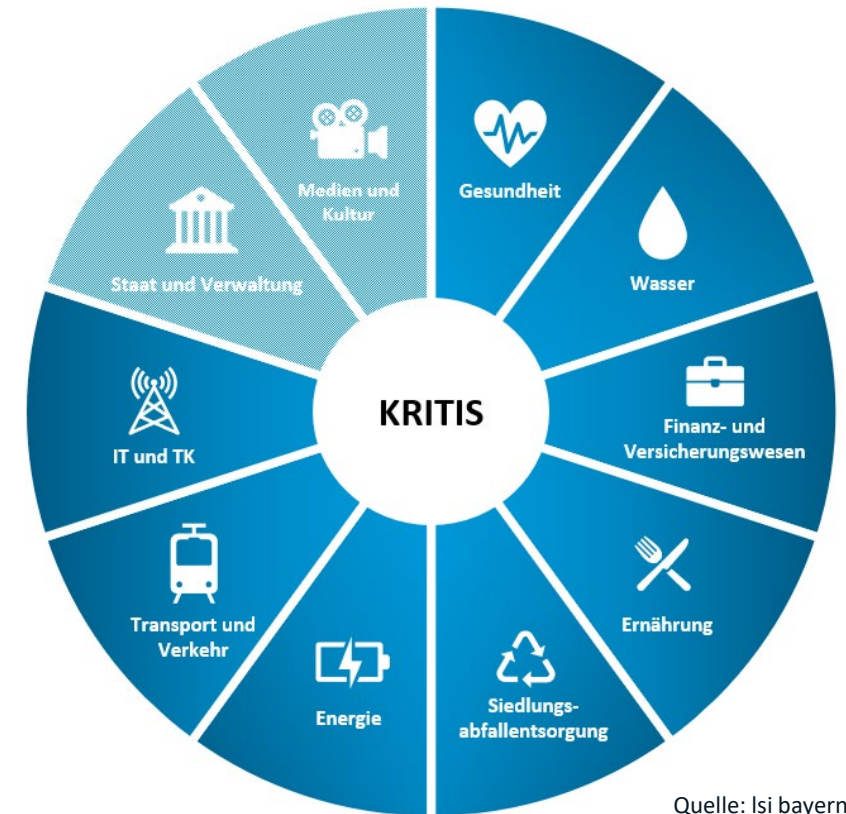 Medien und
Kultur
Gesundheit
Staat und Verwaltung
Wasser
KRITIS
IT und TK
Finanz- und
Versicherungswesen
Transport und
Verkehr
Ernährung
Energie
Siedlungs-
abfallentsorgung
Quelle: lsi bayern